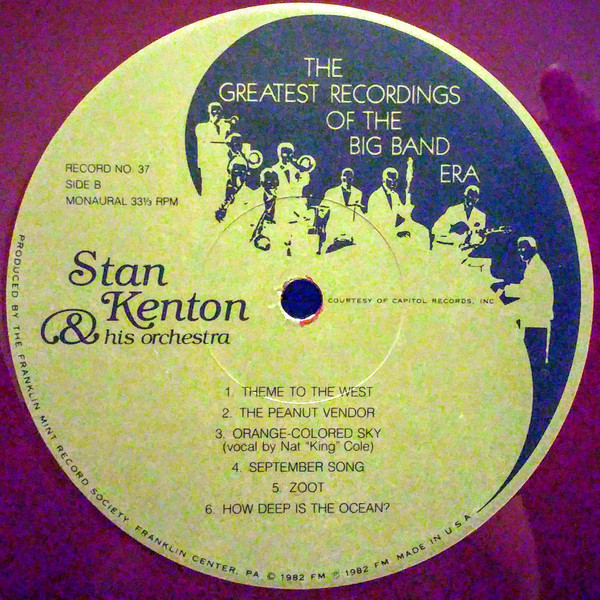 THE
GREATEST RECORDINGS
OF THE
BIG BAND
ERA
RECORD NO. 37
SIDE B
MONAURAL 33⅓ RPM
Stan
Kenton
& his orchestra
COURTESY OF CAPITOL RECORDS, INC.
1. THEME TO THE WEST
2. THE PEANUT VENDOR
3. ORANGE-COLORED SKY
(vocal by Nat "King" Cole)
4. SEPTEMBER SONG
5. ZOOT
6. HOW DEEP IS THE OCEAN?
PRODUCED BY THE FRANKLIN MINT RECORD SOCIETY, FRANKLIN CENTER, PA © 1982 FM ℗ 1982 FM MADE IN U.S.A.